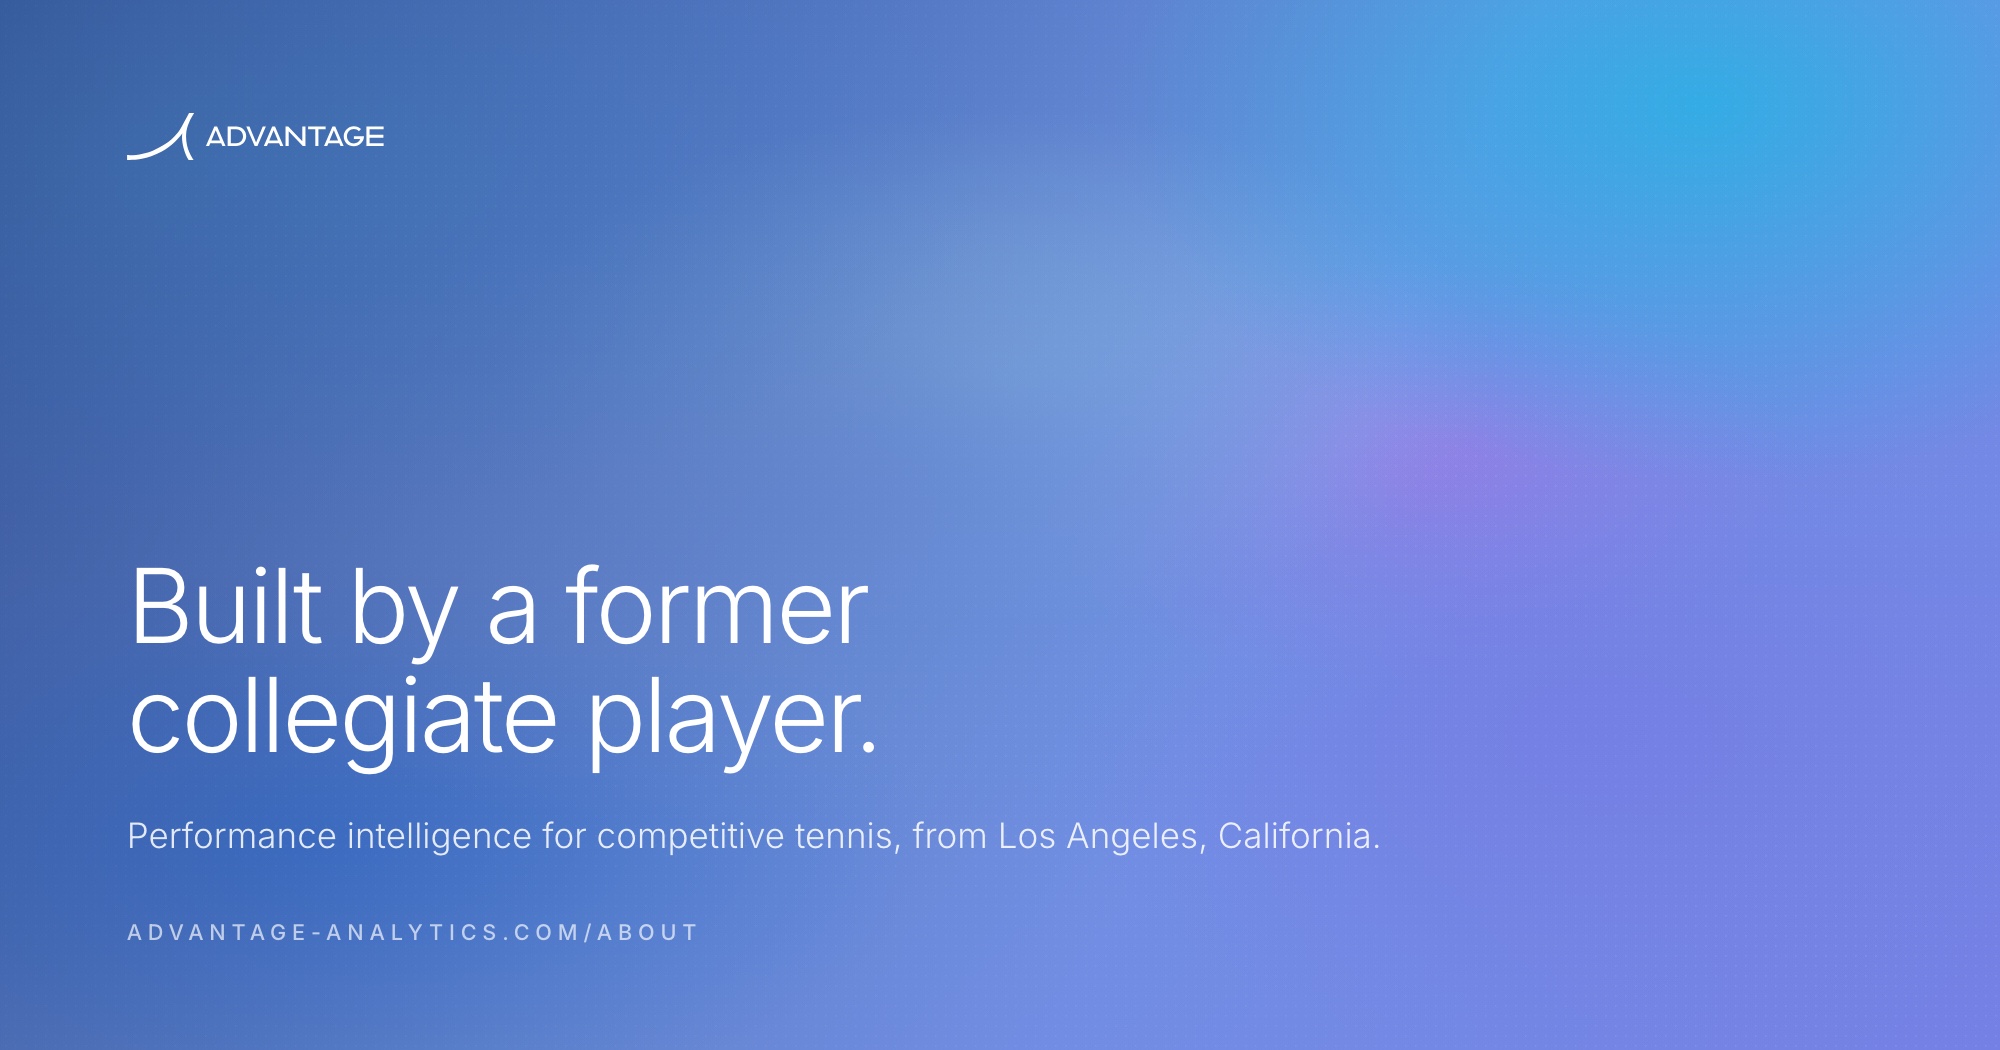 ADVANTAGE
Built by a former
collegiate player.
Performance intelligence for competitive tennis, from Los Angeles, California.
ADVANTAGE-ANALYTICS.COM/ABOUT